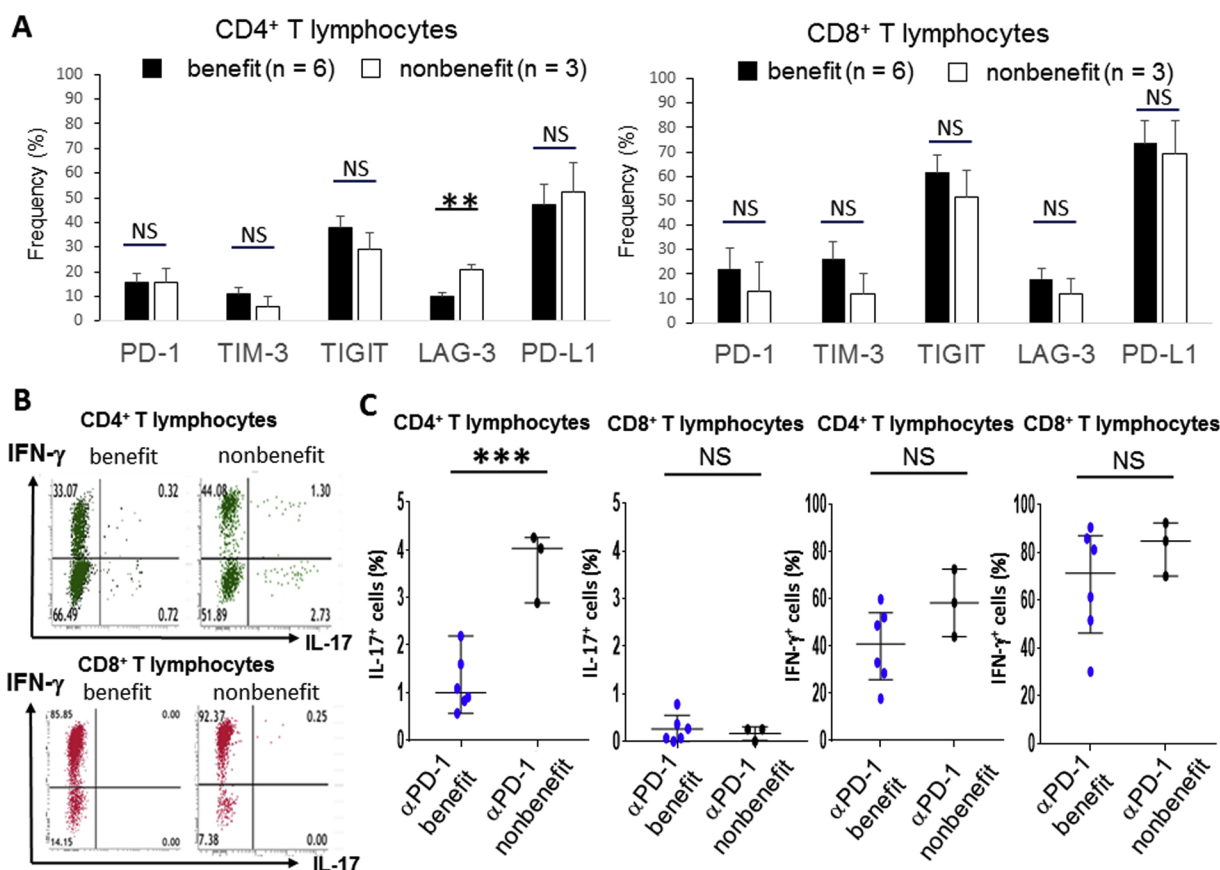 A
CD4⁺ T lymphocytes
benefit (n = 6) nonbenefit (n = 3)
Frequency (%)
100
90
80
70
60
50
40
30
20
10
0
NS
NS
NS
**
NS
PD-1 TIM-3 TIGIT LAG-3 PD-L1
CD8⁺ T lymphocytes
benefit (n = 6) nonbenefit (n = 3)
Frequency (%)
100
90
80
70
60
50
40
30
20
10
0
NS
NS
NS
NS
NS
PD-1 TIM-3 TIGIT LAG-3 PD-L1
B
CD4⁺ T lymphocytes
IFN-γ benefit nonbenefit
33.07 0.32 44.08 1.30
66.49 0.72 51.89 2.73
IL-17
CD8⁺ T lymphocytes
IFN-γ benefit nonbenefit
85.85 0.00 92.37 0.25
14.15 0.00 7.38 0.00
IL-17
C
CD4⁺ T lymphocytes
***
IL-17⁺ cells (%)
5
4
3
2
1
0
αPD-1 benefit
αPD-1 nonbenefit
CD8⁺ T lymphocytes
NS
IL-17⁺ cells (%)
5
4
3
2
1
0
αPD-1 benefit
αPD-1 nonbenefit
CD4⁺ T lymphocytes
NS
IFN-γ⁺ cells (%)
100
80
60
40
20
0
αPD-1 benefit
αPD-1 nonbenefit
CD8⁺ T lymphocytes
NS
IFN-γ⁺ cells (%)
100
80
60
40
20
0
αPD-1 benefit
αPD-1 nonbenefit